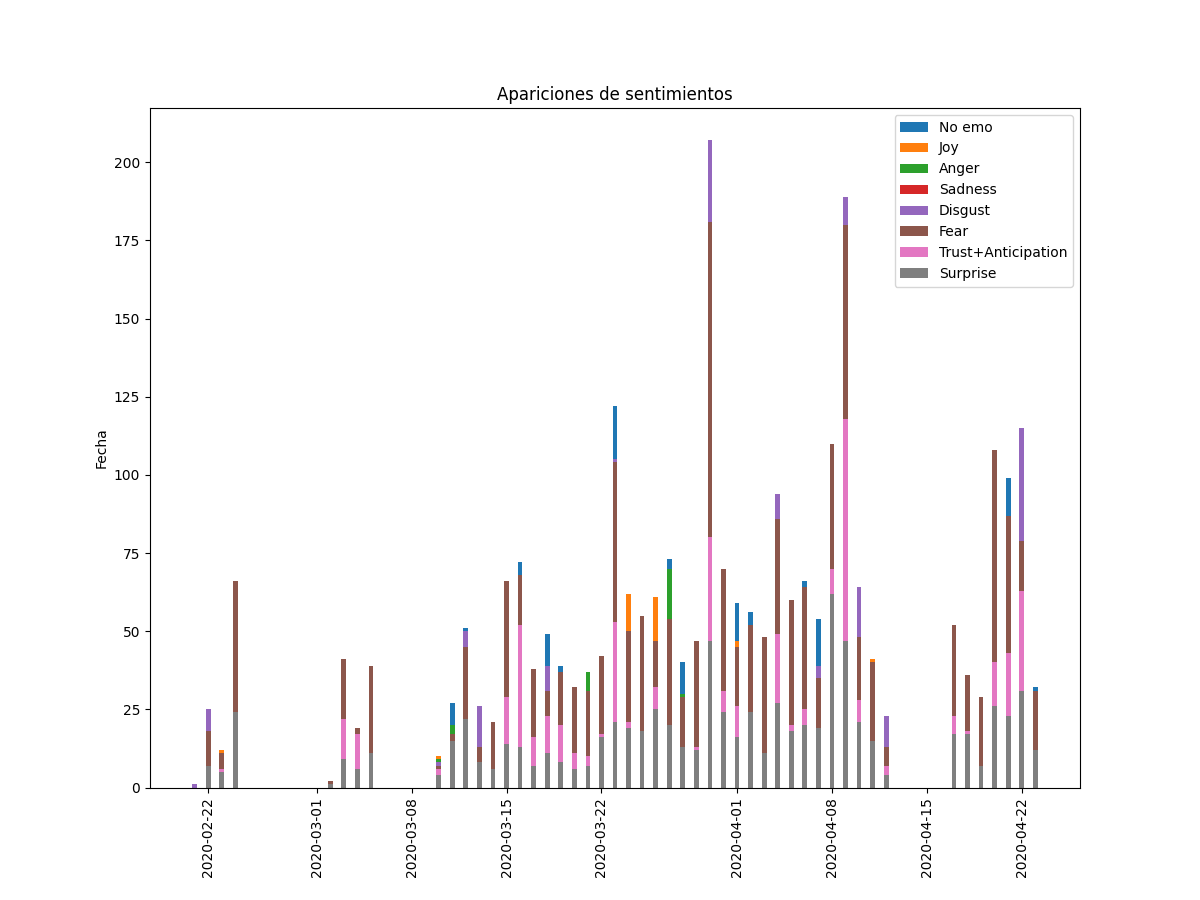 Apariciones de sentimientos
No emo
Joy
Anger
Sadness
Disgust
Fear
Trust+Anticipation
Surprise
Fecha
200
175
150
125
100
75
50
25
0
2020-02-22
2020-03-01
2020-03-08
2020-03-15
2020-03-22
2020-04-01
2020-04-08
2020-04-15
2020-04-22